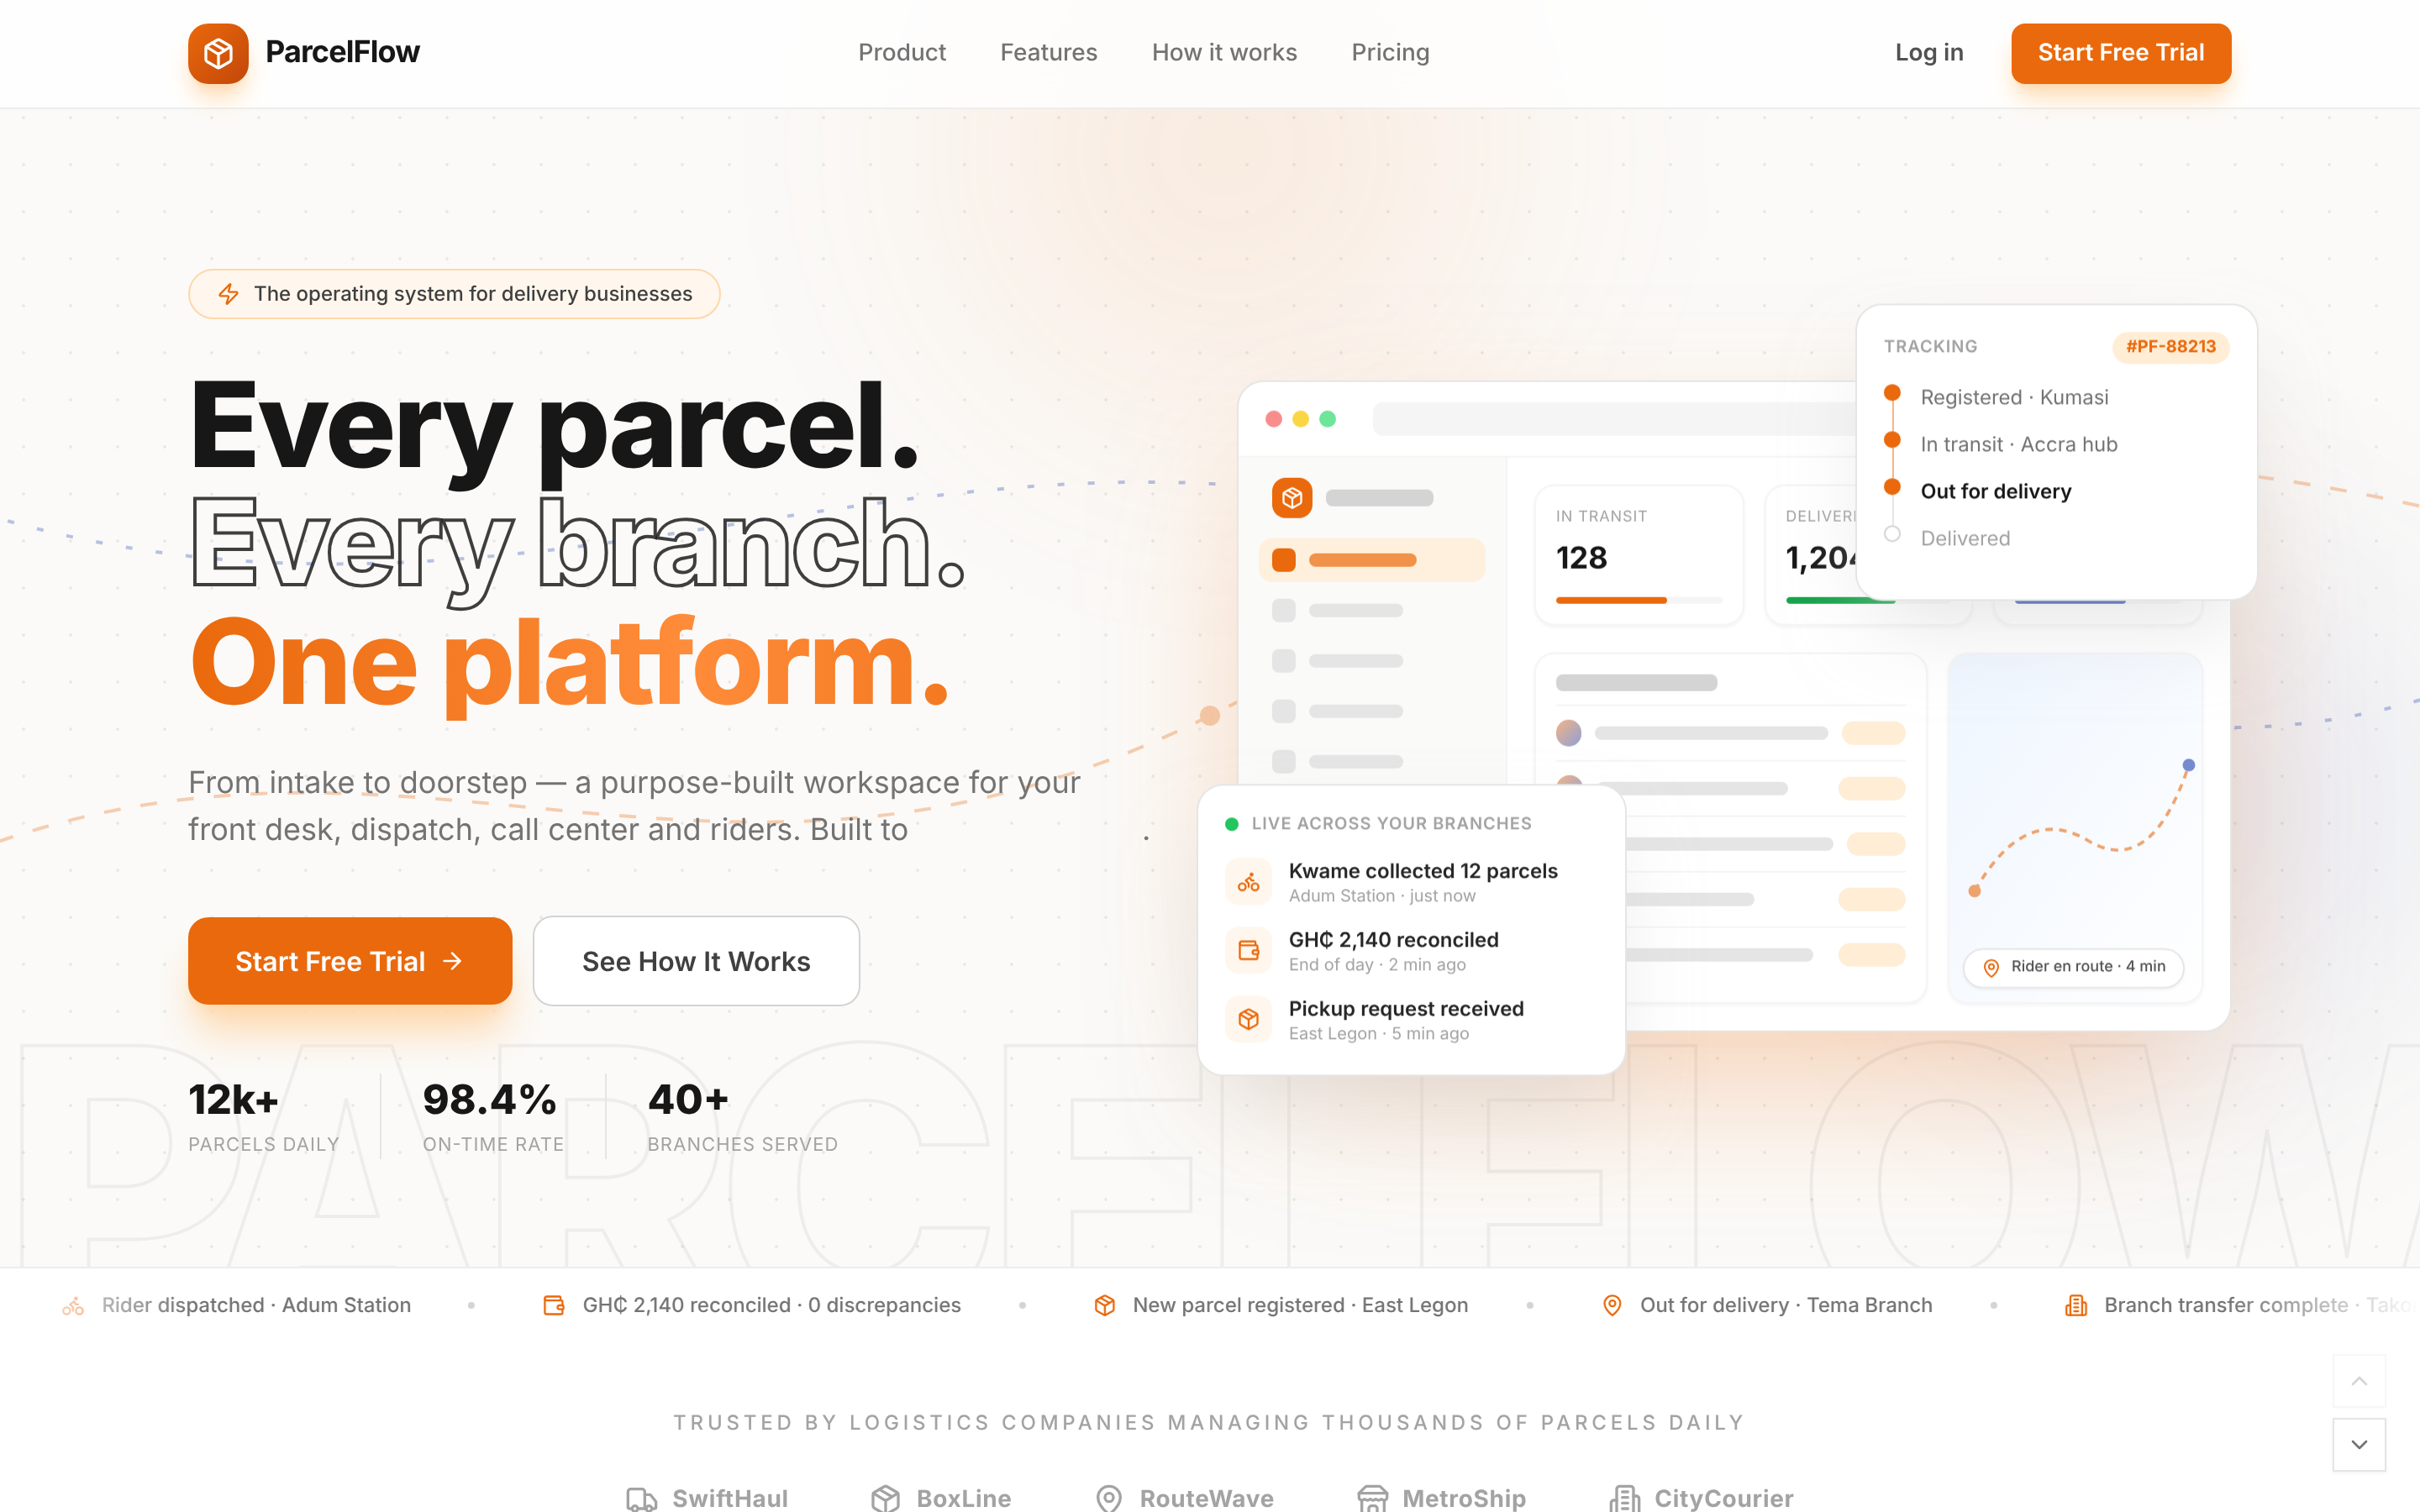 ParcelFlow
Product
Features
How it works
Pricing
Log in
Start Free Trial
The operating system for delivery businesses
Every parcel.
Every branch.
One platform.
From intake to doorstep — a purpose-built workspace for your
front desk, dispatch, call center and riders. Built to .
Start Free Trial
See How It Works
12k+
PARCELS DAILY
98.4%
ON-TIME RATE
40+
BRANCHES SERVED
TRACKING
#PF-88213
Registered · Kumasi
In transit · Accra hub
Out for delivery
Delivered
IN TRANSIT
128
LIVE ACROSS YOUR BRANCHES
Kwame collected 12 parcels
Adum Station · just now
GH₵ 2,140 reconciled
End of day · 2 min ago
Pickup request received
East Legon · 5 min ago
Rider en route · 4 min
PARCELFLOW
Rider dispatched · Adum Station
GH₵ 2,140 reconciled · 0 discrepancies
New parcel registered · East Legon
Out for delivery · Tema Branch
Branch transfer complete ·
TRUSTED BY LOGISTICS COMPANIES MANAGING THOUSANDS OF PARCELS DAILY
SwiftHaul
BoxLine
RouteWave
MetroShip
CityCourier